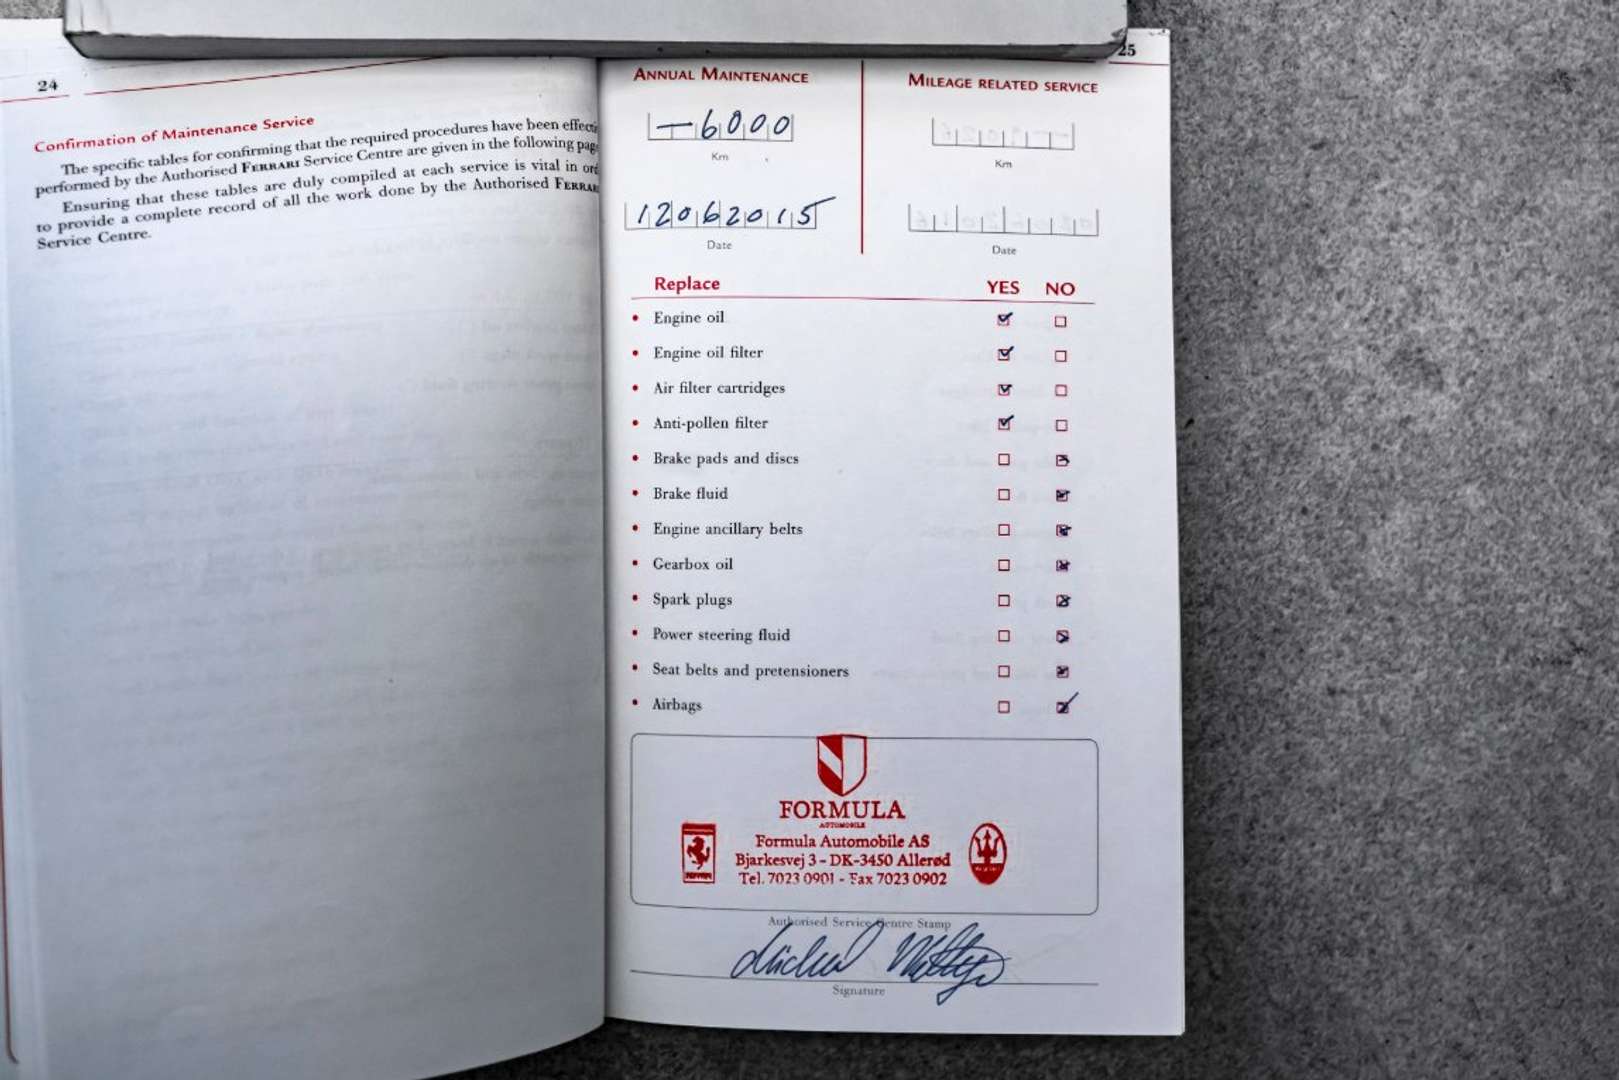 24
Confirmation of Maintenance Service
The specific tables for confirming that the required procedures have been
performed by the Authorised FERRARI Service Centre are given in the following
Ensuring that these tables are duly compiled at each service is vital in
to provide a complete record of all the work done by the Authorised
Service Centre.
25
ANNUAL MAINTENANCE
—6000
Km
12062015
Date
MILEAGE RELATED SERVICE
Km
Date
Replace YES NO
• Engine oil
• Engine oil filter
• Air filter cartridges
• Anti-pollen filter
• Brake pads and discs
• Brake fluid
• Engine ancillary belts
• Gearbox oil
• Spark plugs
• Power steering fluid
• Seat belts and pretensioners
• Airbags
FORMULA
AUTOMOBILE
Formula Automobile AS
Bjarkesvej 3 - DK-3450 Allerød
Tel. 7023 0901 - Fax 7023 0902
Authorised Service Centre Stamp
Signature